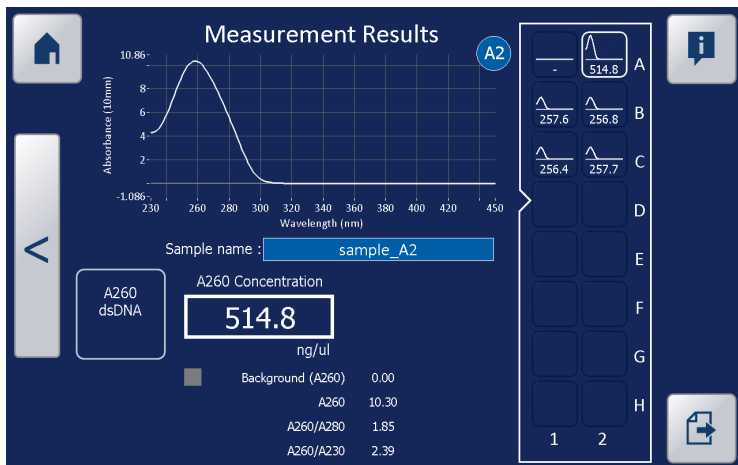 Measurement Results
A2
10.86
8
6
4
2
-1.086
Absorbance (10mm)
230 260 280 300 320 340 360 380 400 420 450
Wavelength (nm)
Sample name : sample_A2
A260
dsDNA
A260 Concentration
514.8
ng/ul
Background (A260) 0.00
A260 10.30
A260/A280 1.85
A260/A230 2.39
- 514.8 A
257.6 256.8 B
256.4 257.7 C
D
E
F
G
H
1 2
i
<